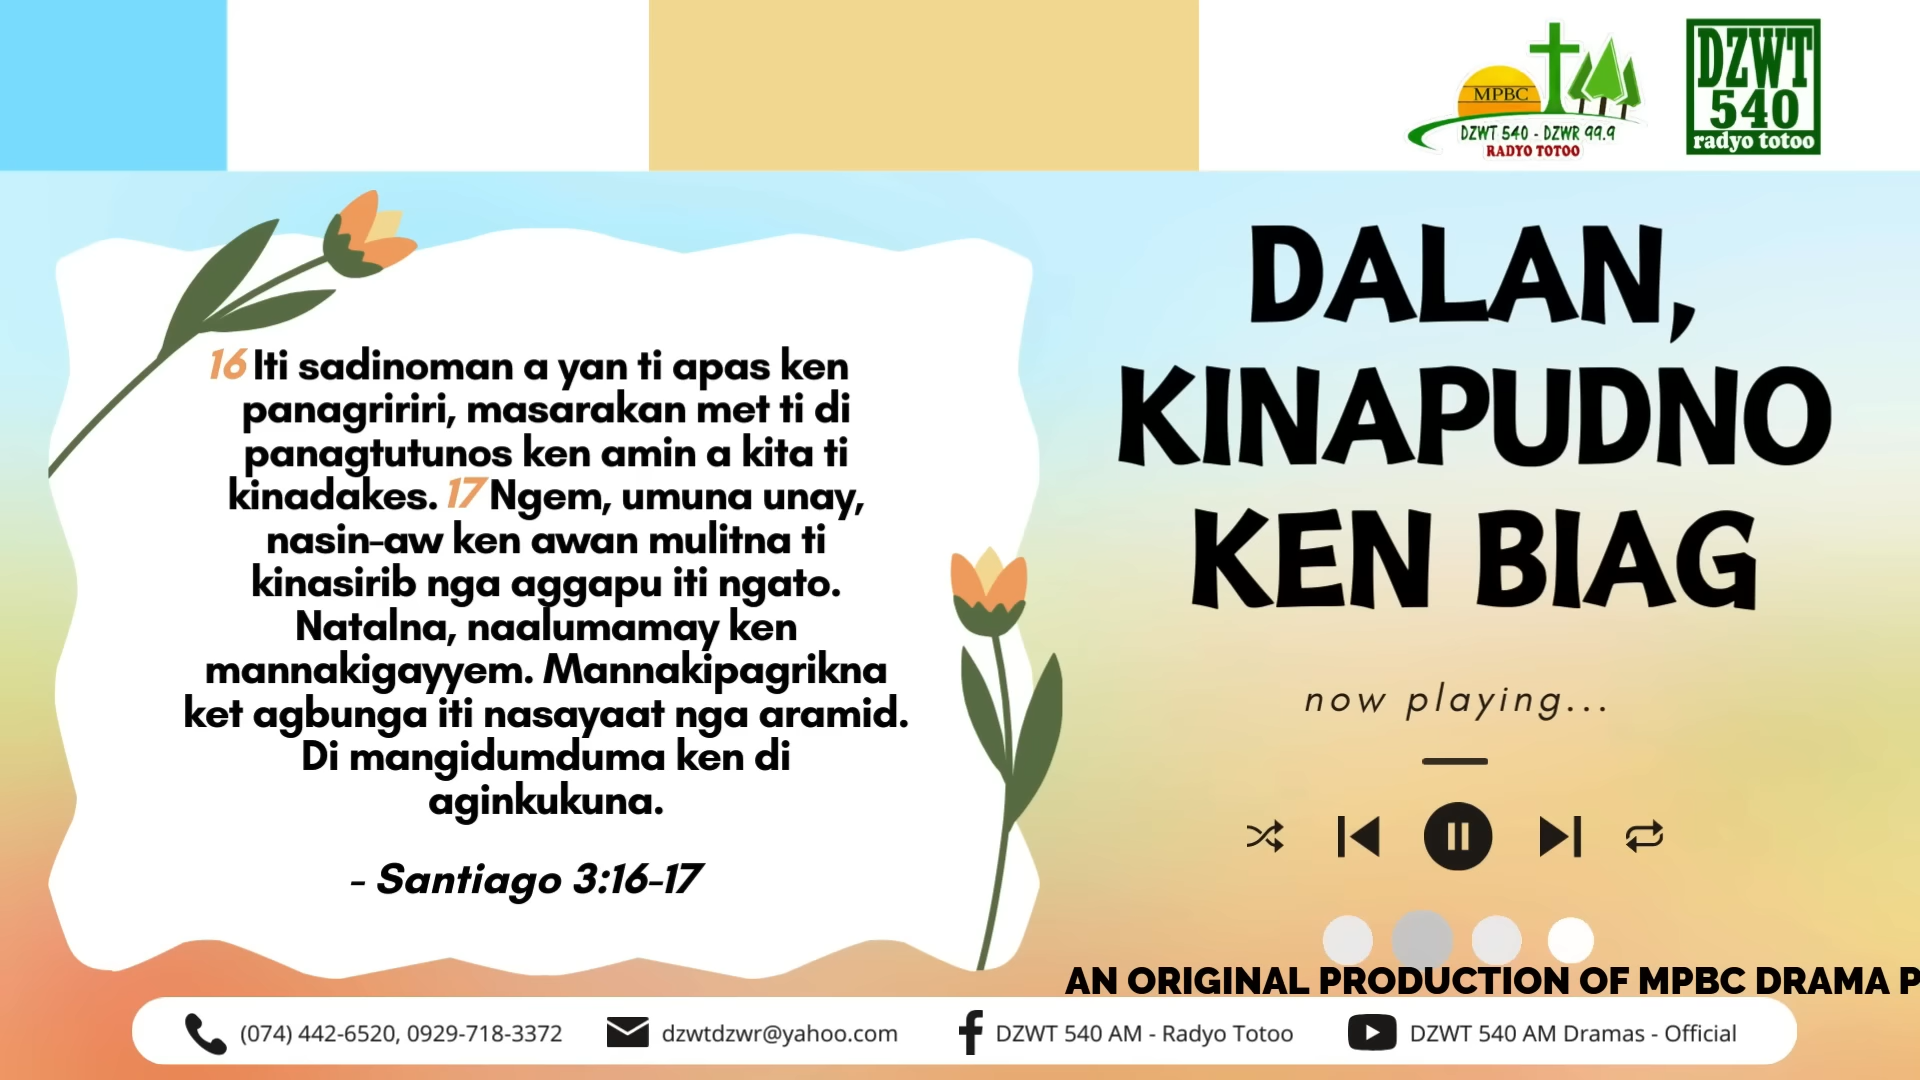 MPBC
DZWT 540 - DZWR 99.9
RADYO TOTOO
DZWT
540
radyo totoo
16 Iti sadinoman a yan ti apas ken
panagririri, masarakan met ti di
panagtutunos ken amin a kita ti
kinadakes. 17 Ngem, umuna unay,
nasin-aw ken awan mulitna ti
kinasirib nga aggapu iti ngato.
Natalna, naalumamay ken
mannakigayyem. Mannakipagrikna
ket agbunga iti nasayaat nga aramid.
Di mangidumduma ken di
aginkukuna.
- Santiago 3:16-17
DALAN,
KINAPUDNO
KEN BIAG
now playing...
AN ORIGINAL PRODUCTION OF MPBC DRAMA P
(074) 442-6520, 0929-718-3372
dzwtdzwr@yahoo.com
DZWT 540 AM - Radyo Totoo
DZWT 540 AM Dramas - Official